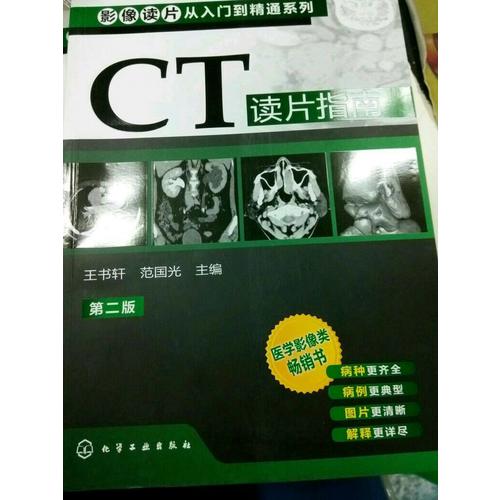 影像读片从入门到精通系列
CT
读片指南
王书轩 范国光 主编
第二版
医学影像类
畅销书
病种更齐全
病例更典型
图片更清晰
解释更详尽
化学工业出版社